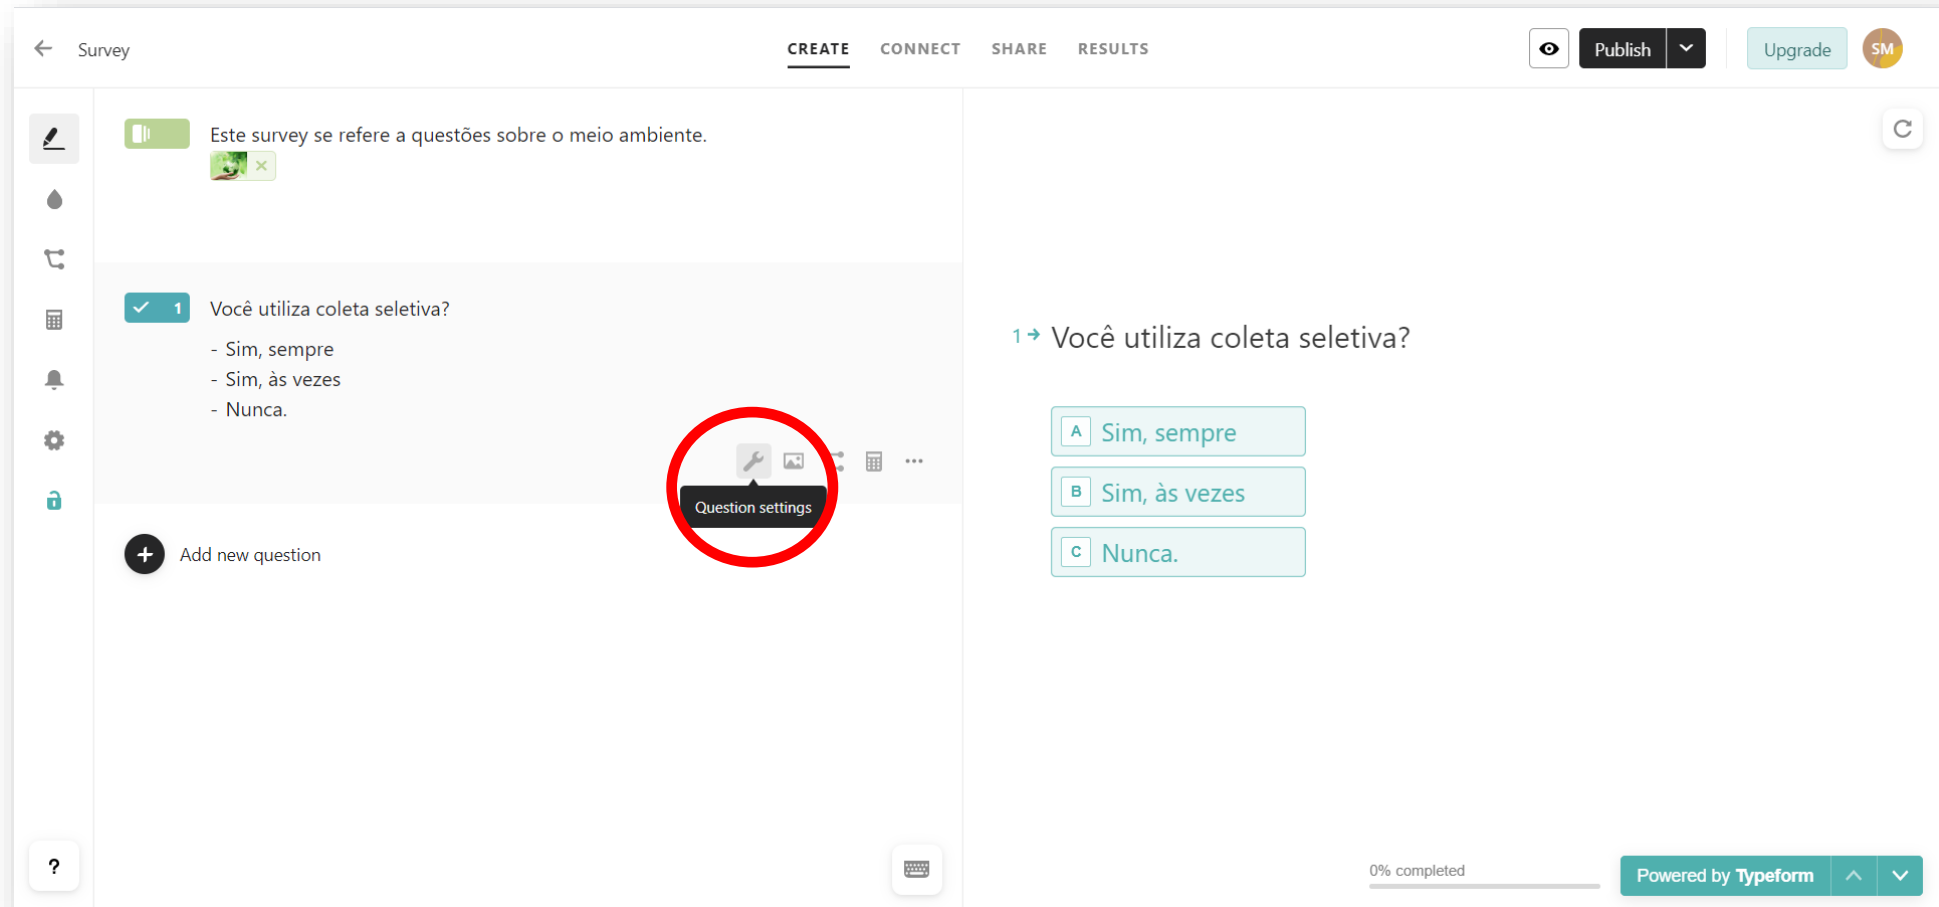 Survey
CREATE CONNECT SHARE RESULTS
Publish
Upgrade
SM
Este survey se refere a questões sobre o meio ambiente.
1 Você utiliza coleta seletiva?
- Sim, sempre
- Sim, às vezes
- Nunca.
Question settings
+ Add new question
?
1 → Você utiliza coleta seletiva?
A Sim, sempre
B Sim, às vezes
C Nunca.
0% completed
Powered by Typeform